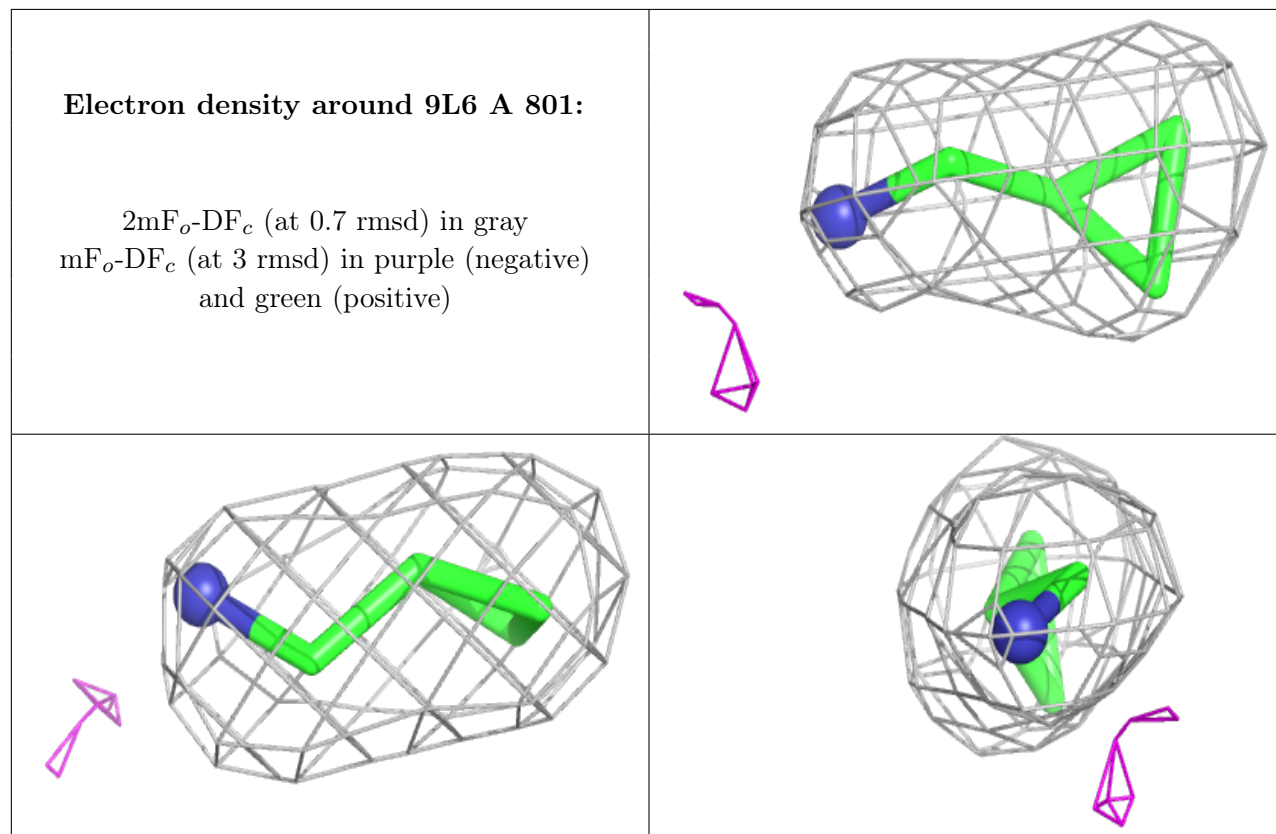 Electron density around 9L6 A 801:
2mFo-DFc (at 0.7 rmsd) in gray
mFo-DFc (at 3 rmsd) in purple (negative)
and green (positive)